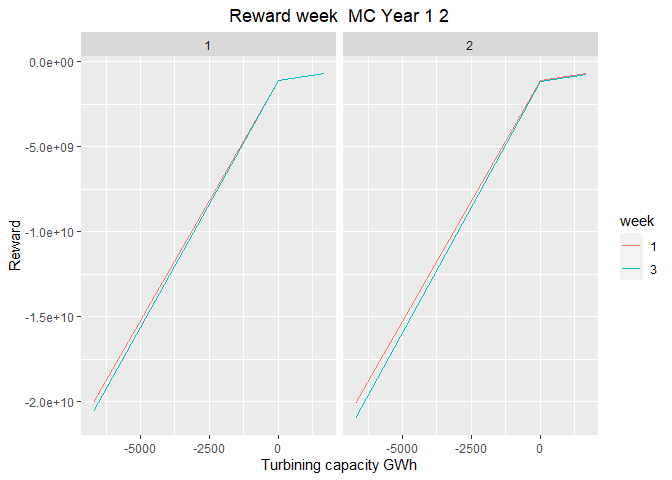 Reward week  MC Year 1 2
1
2
0.0e+00
-5.0e+09
-1.0e+10
-1.5e+10
-2.0e+10
Reward
week
1
3
-5000
-2500
0
-5000
-2500
0
Turbining capacity GWh